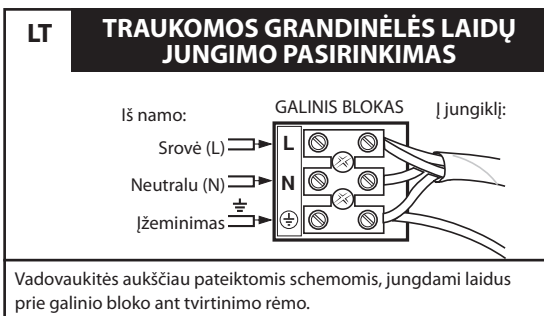 LT
TRAUKOMOS GRANDINĖLĖS LAIDŲ
JUNGIMO PASIRINKIMAS
Iš namo:
GALINIS BLOKAS
Į jungiklį:
Srovė (L)
L
Neutralu (N)
N
Įžeminimas
Vadovaukitės aukščiau pateiktomis schemomis, jungdami laidus
prie galinio bloko ant tvirtinimo rėmo.